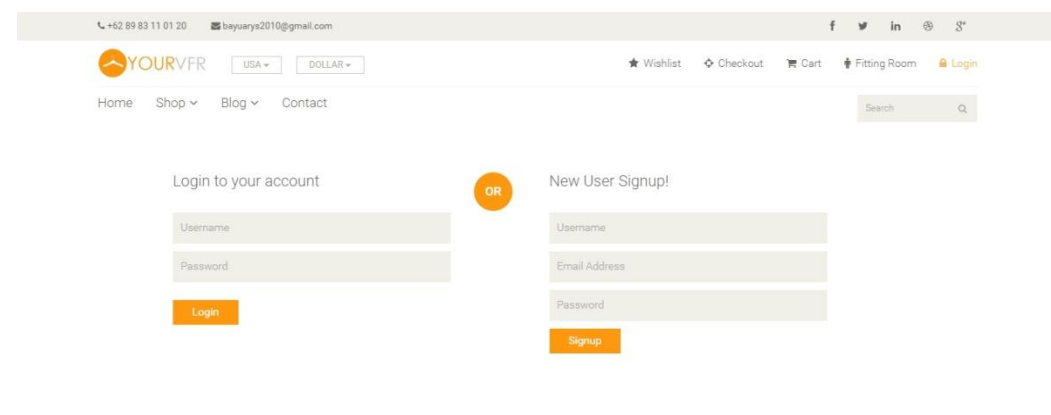 +62 89 83 11 01 20 bayuarys2010@gmail.com
YOURVFR USA DOLLAR Wishlist Checkout Cart Fitting Room Login
Home Shop Blog Contact Search
Login to your account OR New User Signup!
Username Username
Password Email Address
Password
Login
Signup